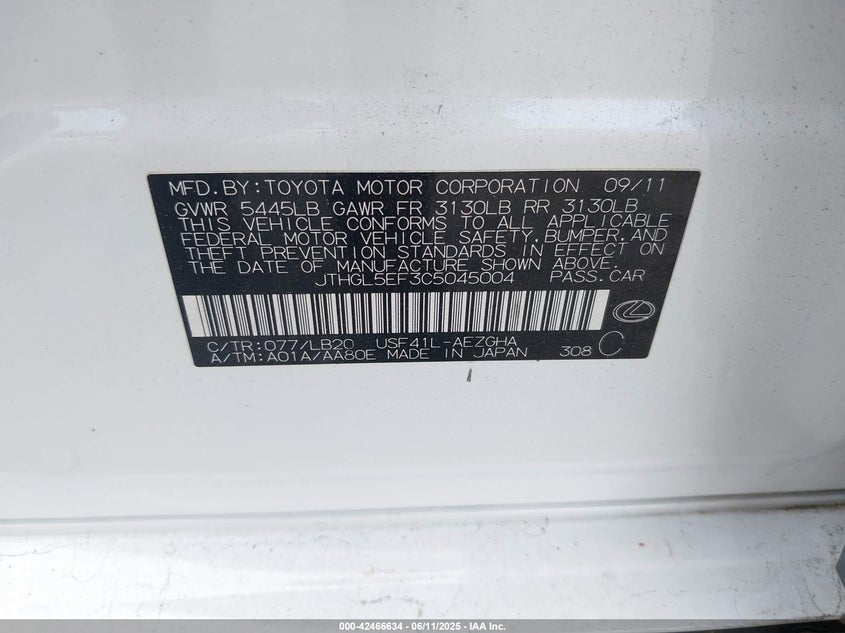 MFD.BY:TOYOTA MOTOR CORPORATION 09/11
GVWR 5445LB GAWR FR 3130LB RR 3130LB
THIS VEHICLE CONFORMS TO ALL APPLICABLE
FEDERAL MOTOR VEHICLE SAFETY,BUMPER,AND
THEFT PREVENTION STANDARDS IN EFFECT ON
THE DATE OF MANUFACTURE SHOWN ABOVE.
JTHGL5EF3C5045004 PASS.CAR
C/TR:077/LB20 USF41L-AEZGHA
A/TM:A01A/AA80E MADE IN JAPAN 308 C
000-42466634 - 06/11/2025 - IAA Inc.